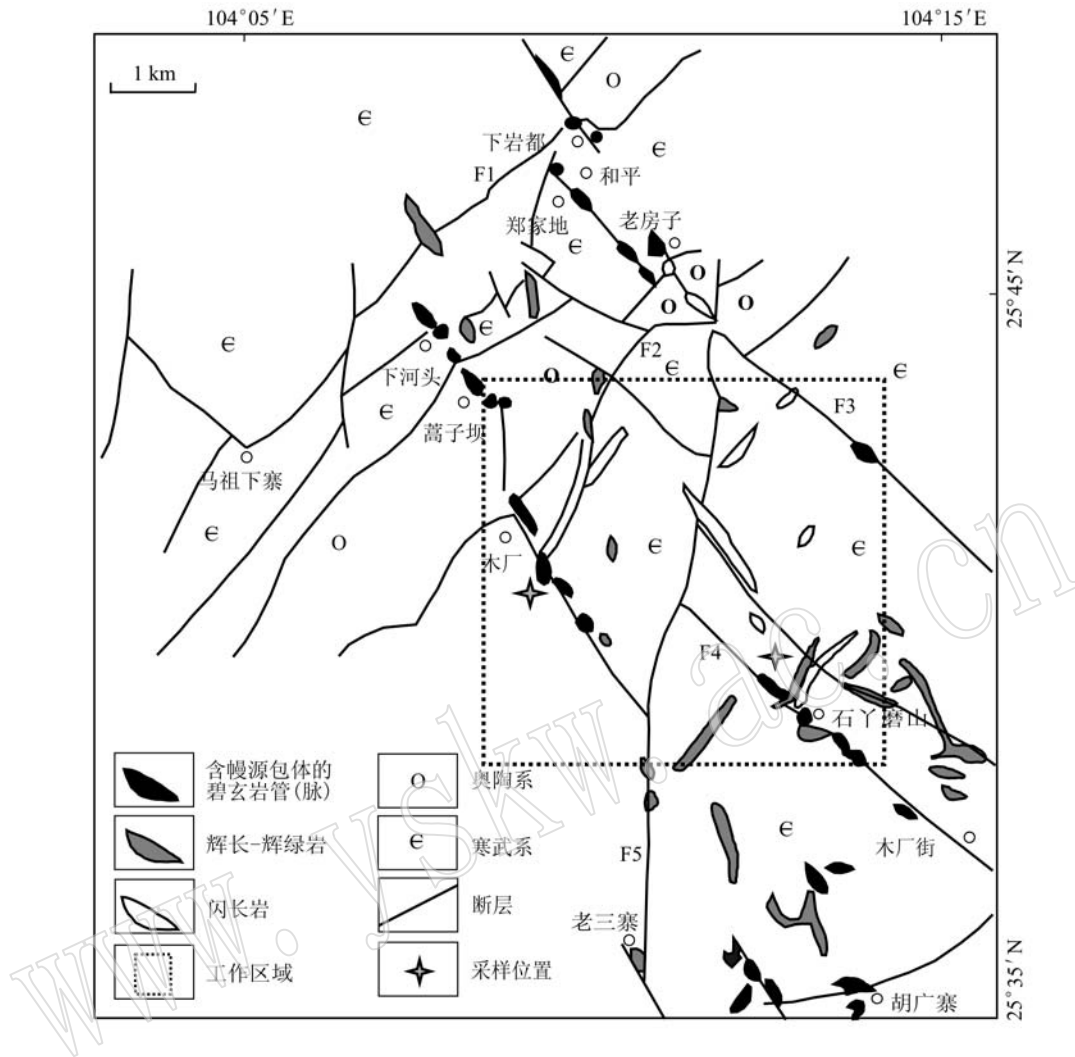 104°05′E
104°15′E
1 km
Є
O
Є
下岩都
Є
F1
和平
郑家地
老房子
Є
O
25°45′N
O
O
Є
Є
F2
Є
下河头
O
Є
Є
F3
蒿子坝
马祖下寨
Є
O
木厂
Є
Є
F4
石丫磨山
含幔源包体的
碧玄岩管(脉)
O
奥陶系
辉长-辉绿岩
Є
寒武系
Є
F5
木厂街
闪长岩
断层
老三寨
工作区域
采样位置
胡广寨
25°35′N
www.yskw.ac.cn